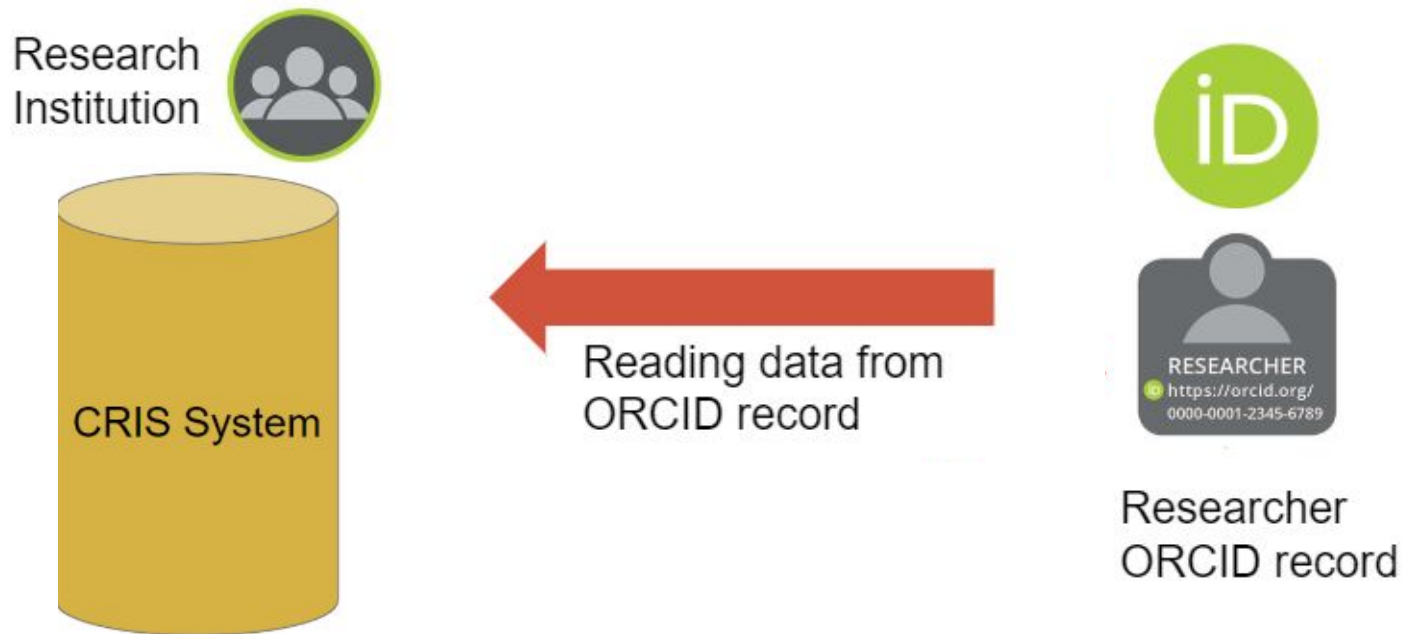 Research
Institution
iD
RESEARCHER
iD https://orcid.org/
0000-0001-2345-6789
Reading data from
ORCID record
CRIS System
Researcher
ORCID record